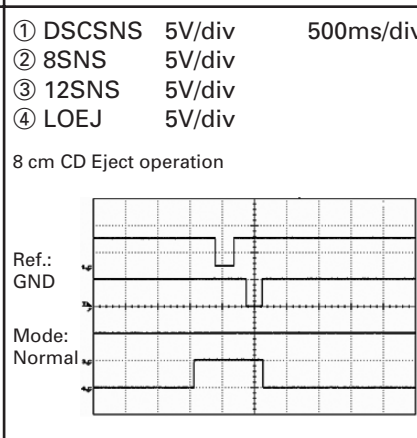 ① DSCSNS 5V/div 500ms/div
② 8SNS 5V/div
③ 12SNS 5V/div
④ LOEJ 5V/div
8 cm CD Eject operation
Ref.:
GND
Mode:
Normal